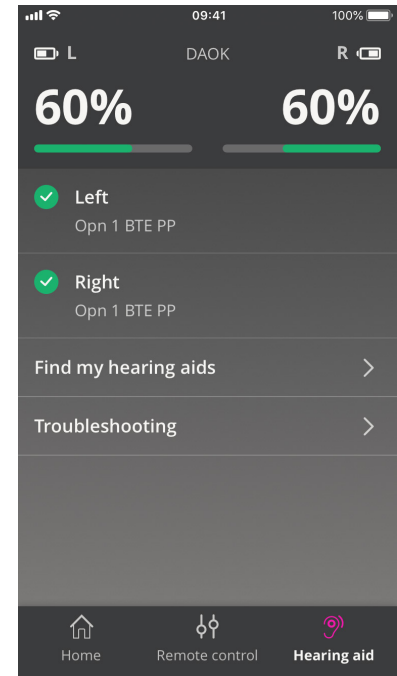 09:41 100%
L DAOK R
60% 60%
Left
Opn 1 BTE PP
Right
Opn 1 BTE PP
Find my hearing aids
Troubleshooting
Home Remote control Hearing aid